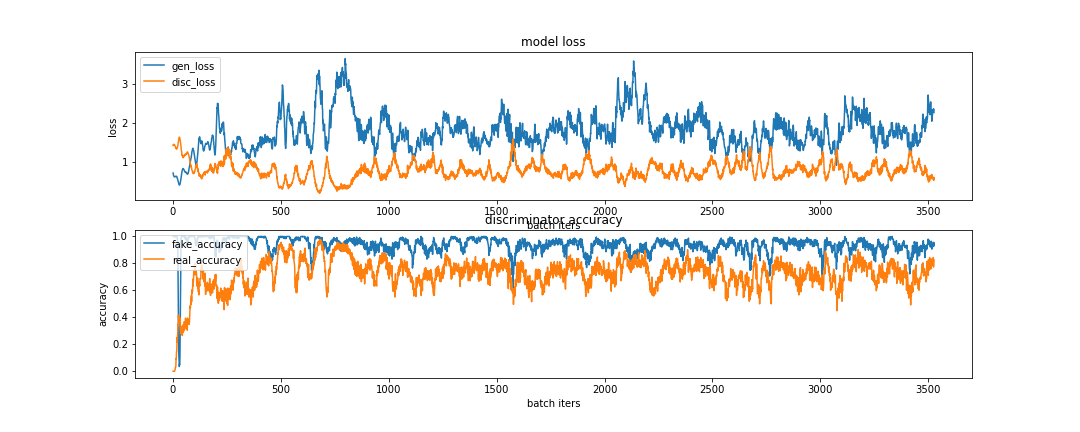 model loss
gen_loss
disc_loss
3
2
1
loss
0
500
1000
1500
2000
2500
3000
3500
batch iters
discriminator accuracy
fake_accuracy
real_accuracy
1.0
0.8
0.6
0.4
0.2
0.0
accuracy
0
500
1000
1500
2000
2500
3000
3500
batch iters